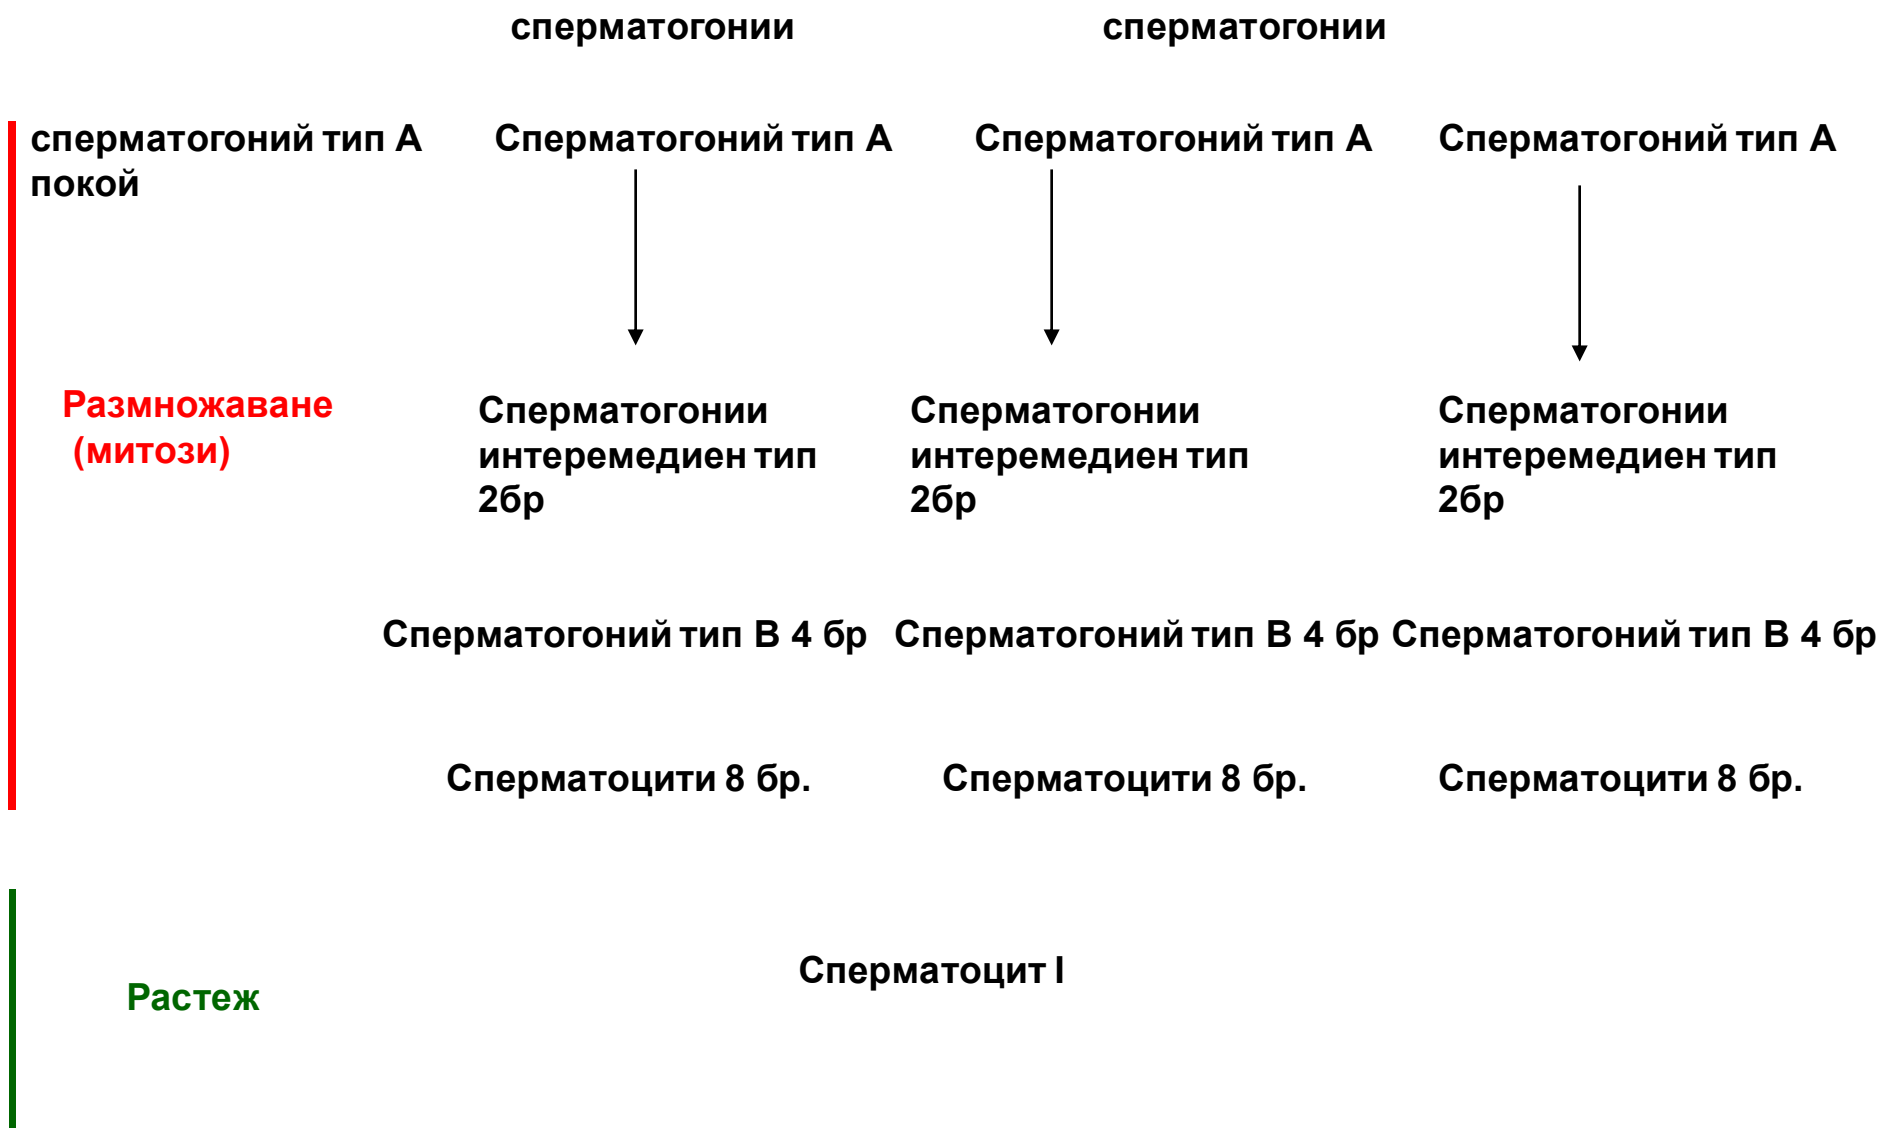 сперматогонии сперматогонии
сперматогоний тип А Сперматогоний тип А Сперматогоний тип А Сперматогоний тип А
покой
Размножаване
(митози)
Сперматогонии Сперматогонии Сперматогонии
интеремедиен тип интеремедиен тип интеремедиен тип
2бр 2бр 2бр
Сперматогоний тип В 4 бр Сперматогоний тип В 4 бр Сперматогоний тип В 4 бр
Сперматоцити 8 бр. Сперматоцити 8 бр. Сперматоцити 8 бр.
Сперматоцит I
Растеж